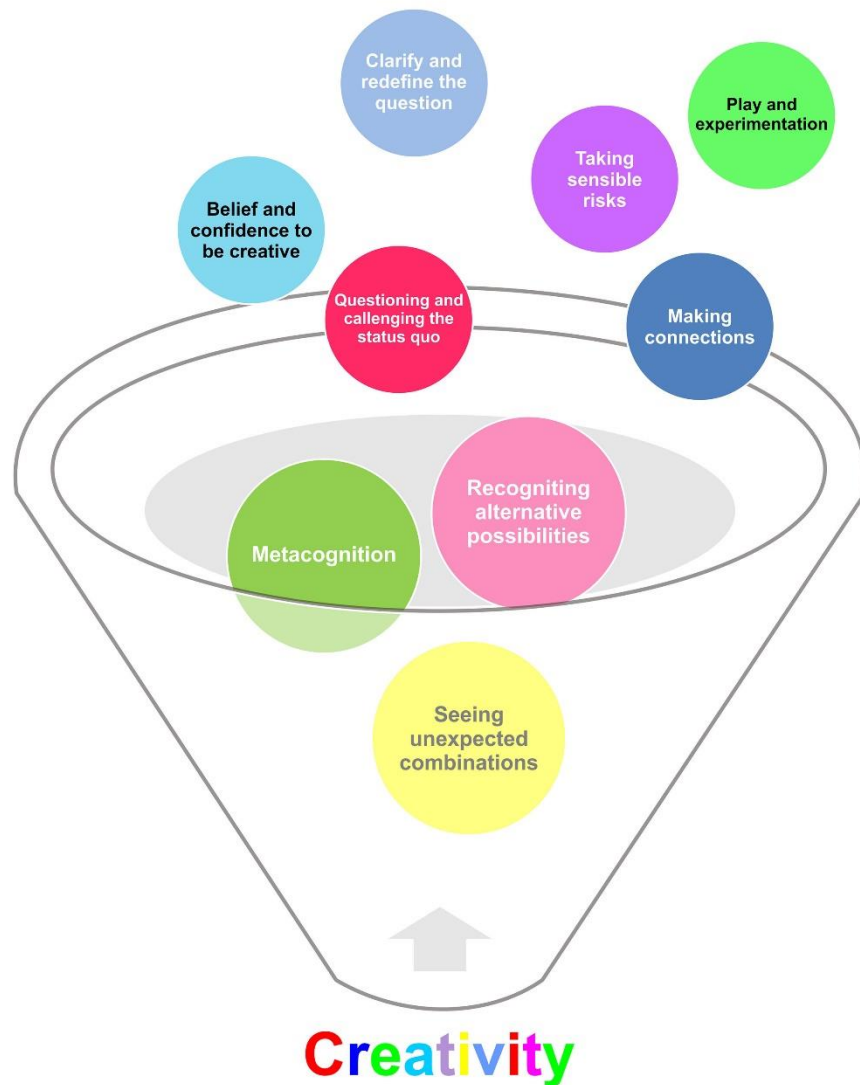 Clarify and
redefine the
question
Play and
experimentation
Taking
sensible
risks
Belief and
confidence to
be creative
Questioning and
callenging the
status quo
Making
connections
Recogniting
alternative
possibilities
Metacognition
Seeing
unexpected
combinations
Creativity